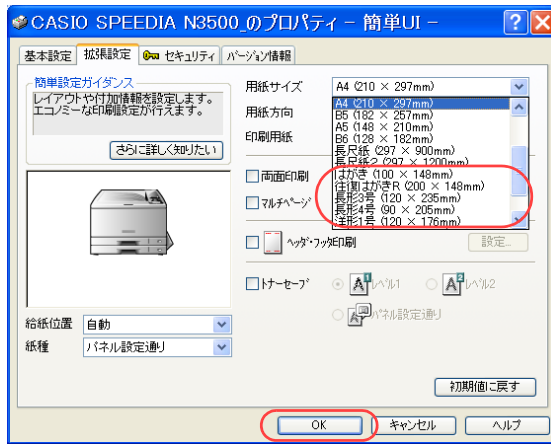 CASIO SPEEDIA N3500_のプロパティ - 簡単UI -
基本設定 拡張設定 セキュリティ バージョン情報
簡単設定ガイダンス
レイアウトや付加情報を設定します。
エコノミーな印刷設定が行えます。
さらに詳しく知りたい
給紙位置 自動
紙種 パネル設定通り
用紙サイズ A4 (210 × 297mm)
用紙方向
印刷用紙
A4 (210 × 297mm)
B5 (182 × 257mm)
A5 (148 × 210mm)
B6 (128 × 182mm)
長尺紙 (297 × 900mm)
長尺紙2 (297 × 1200mm)
はがき (100 × 148mm)
往復はがきR (200 × 148mm)
長形3号 (120 × 235mm)
長形4号 (90 × 205mm)
洋形1号 (120 × 176mm)
両面印刷
マルチページ
ヘッダ・フッタ印刷 設定...
トナーセーブ A1 レベル1 A2 レベル2
A パネル設定通り
初期値に戻す
OK キャンセル ヘルプ